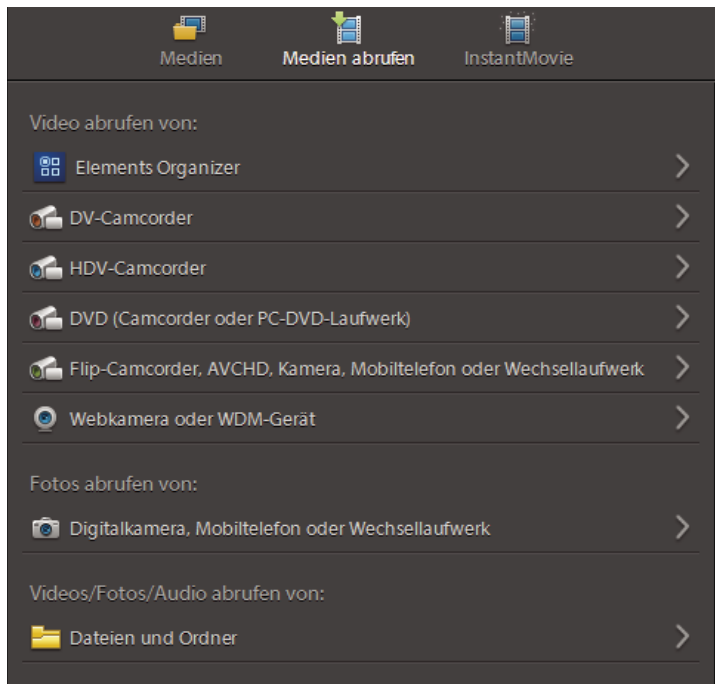 Medien
Medien abrufen
InstantMovie
Video abrufen von:
Elements Organizer
DV-Camcorder
HDV-Camcorder
DVD (Camcorder oder PC-DVD-Laufwerk)
Flip-Camcorder, AVCHD, Kamera, Mobiltelefon oder Wechsellaufwerk
Webkamera oder WDM-Gerät
Fotos abrufen von:
Digitalkamera, Mobiltelefon oder Wechsellaufwerk
Videos/Fotos/Audio abrufen von:
Dateien und Ordner